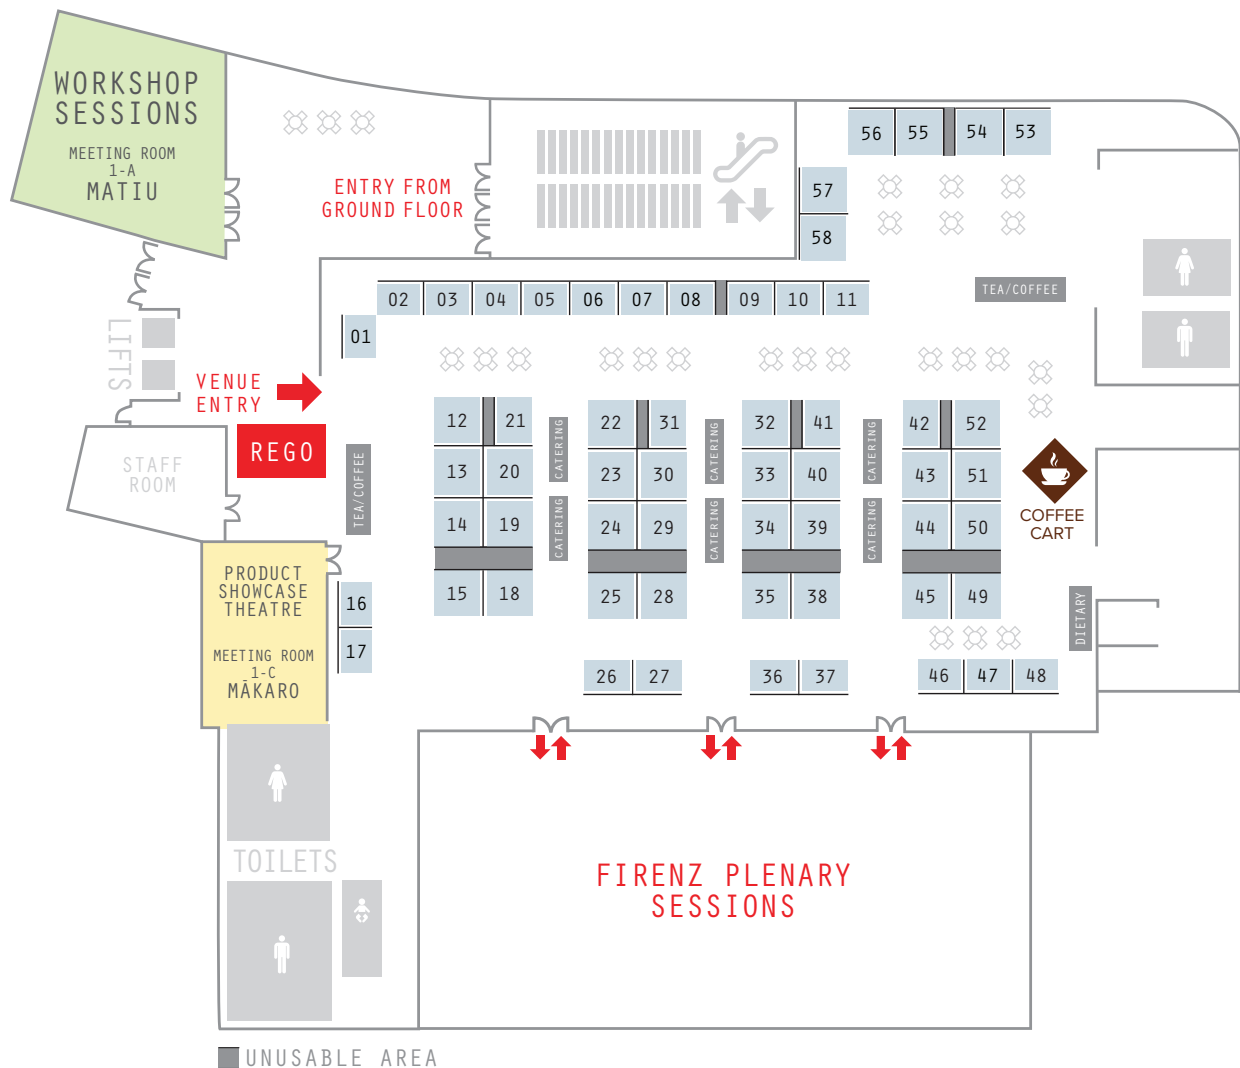 WORKSHOP
SESSIONS
MEETING ROOM
1-A
MATIU
ENTRY FROM
GROUND FLOOR
56
55
54
53
57
58
TEA/COFFEE
02
03
04
05
06
07
08
09
10
11
01
LIFTS
VENUE
ENTRY
REGO
STAFF
ROOM
TEA/COFFEE
12
21
13
20
14
19
15
18
CATERING
CATERING
22
31
23
30
24
29
25
28
CATERING
CATERING
32
41
33
40
34
39
35
38
CATERING
CATERING
42
52
43
51
44
50
45
49
COFFEE
CART
DIETARY
PRODUCT
SHOWCASE
THEATRE
MEETING ROOM
1-C
MĀKARO
16
17
26
27
36
37
46
47
48
TOILETS
FIRENZ PLENARY
SESSIONS
UNUSABLE AREA